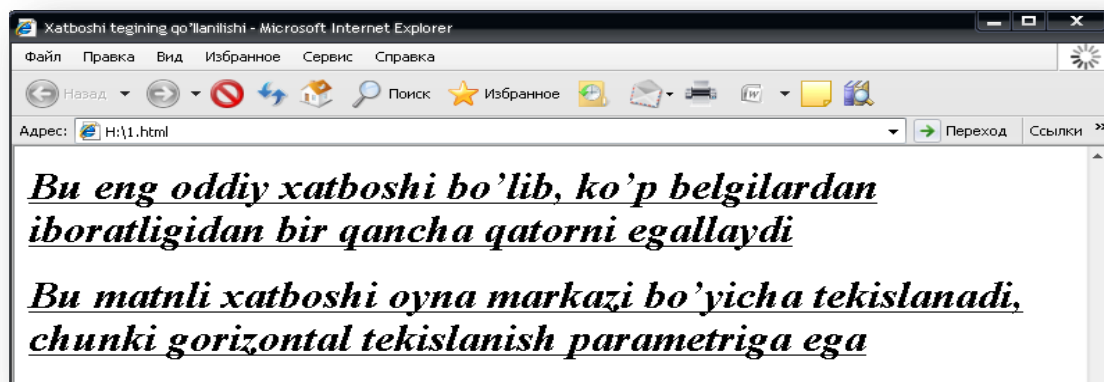 Xatboshi tegining qo’llanilishi - Microsoft Internet Explorer
Файл Правка Вид Избранное Сервис Справка
Назад Поиск Избранное
Адрес: H:\1.html Переход Ссылки »
Bu eng oddiy xatboshi bo’lib, ko’p belgilardan
iboratligidan bir qancha qatorni egallaydi
Bu matnli xatboshi oyna markazi bo’yicha tekislanadi,
chunki gorizontal tekislanish parametriga ega